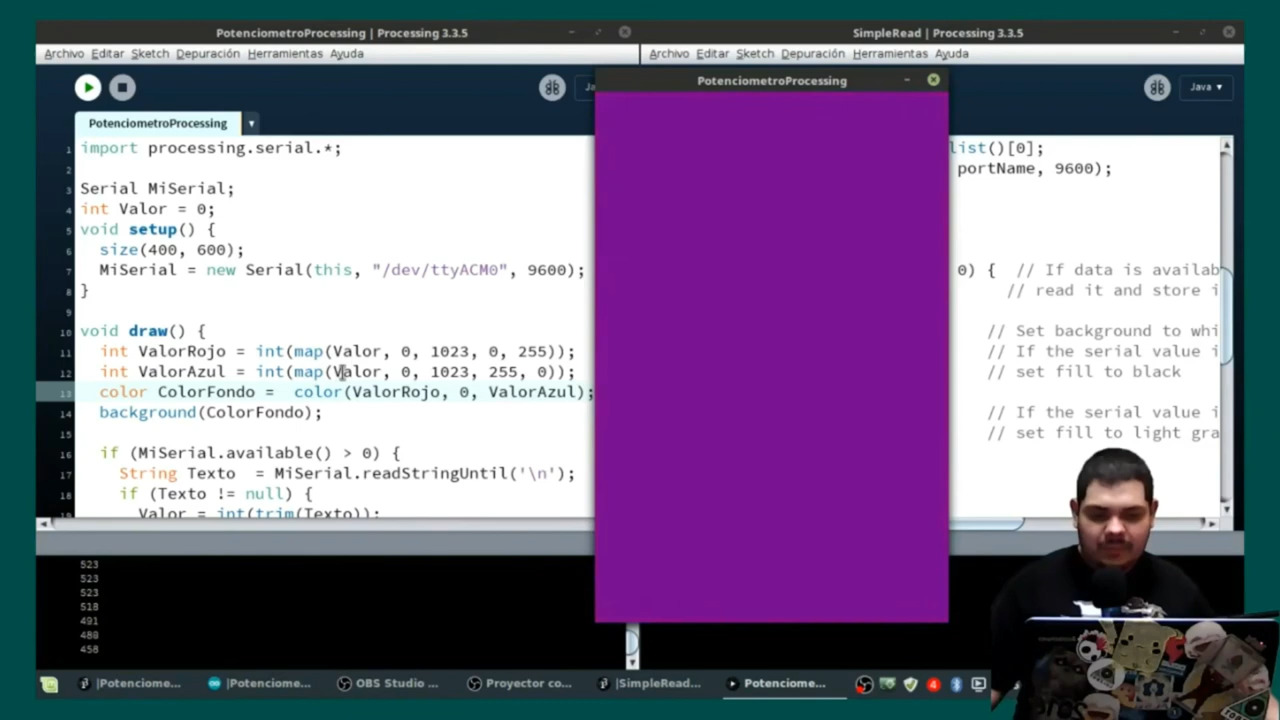 PotenciometroProcessing | Processing 3.3.5
Archivo Editar Sketch Depuración Herramientas Ayuda
PotenciometroProcessing
1 import processing.serial.*;
2
3 Serial MiSerial;
4 int Valor = 0;
5 void setup() {
6 size(400, 600);
7 MiSerial = new Serial(this, "/dev/ttyACM0", 9600);
8 }
9
10 void draw() {
11 int ValorRojo = int(map(Valor, 0, 1023, 0, 255));
12 int ValorAzul = int(map(Valor, 0, 1023, 255, 0));
13 color ColorFondo = color(ValorRojo, 0, ValorAzul);
14 background(ColorFondo);
15
16 if (MiSerial.available() > 0) {
17 String Texto = MiSerial.readStringUntil('\n');
18 if (Texto != null) {
19 Valor = int(trim(Texto));
523
523
523
518
491
480
458
PotenciometroProcessing
SimpleRead | Processing 3.3.5
Archivo Editar Sketch Depuración Herramientas Ayuda
Java
list()[0];
portName, 9600);
0) { // If data is availab
// read it and store i
// Set background to whi
// If the serial value i
// set fill to black
// If the serial value i
// set fill to light gra
|Potenciome... |Potenciome... OBS Studio ... Proyector co... |SimpleRead... Potenciome... 4